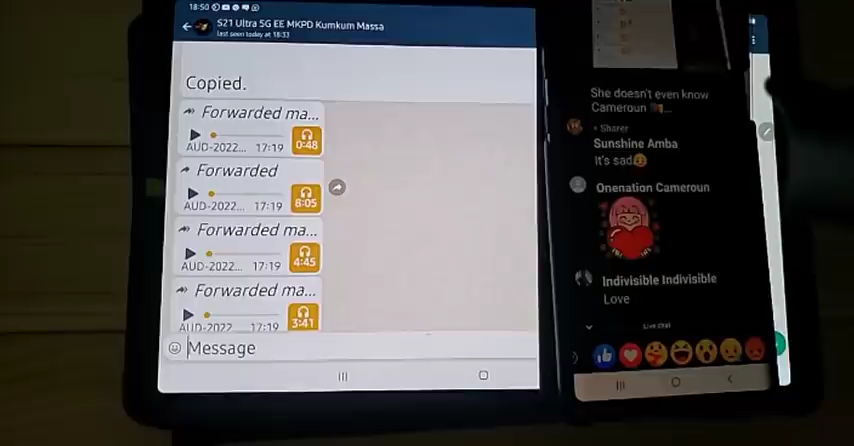 18:50
S21 Ultra 5G EE MKPD Kumkum Massa
last seen today at 18:33
Copied.
Forwarded ma...
AUD-2022... 17:19 0:48
Forwarded
AUD-2022... 17:19 8:05
Forwarded ma...
AUD-2022... 17:19 4:45
Forwarded ma...
AUD-2022 17:19 3:41
Message
She doesn't even know
Cameroun 🇨🇲...
• Sharer
Sunshine Amba
It's sad😥
Onenation Cameroun
Indivisible Indivisible
Love
Live chat